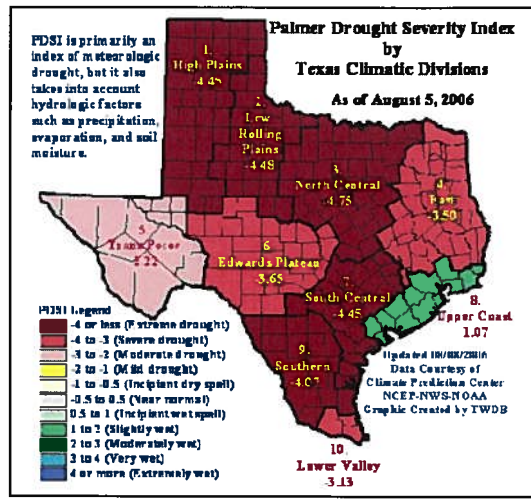 Palmer Drought Severity Index
by
Texas Climatic Divisions
As of August 5, 2006
PDSI is primarily an
index of meteorologic
drought, but it also
takes into account
hydrologic factors
such as precipitation,
evaporation, and soil
moisture.
1.
High Plains
-4.45
2.
Low
Rolling
Plains
-4.48
3.
North Central
-4.75
4.
East
-3.50
5.
Trans Pecos
6.
Edwards Plateau
-3.65
7.
South Central
-4.45
8.
Upper Coast
1.07
9.
Southern
-4.07
10.
Lower Valley
-3.13
PDSI Legend
-4 or less (Extreme drought)
-4 to -3 (Severe drought)
-3 to -2 (Moderate drought)
-2 to -1 (Mild drought)
-1 to -0.5 (Incipient dry spell)
-0.5 to 0.5 (Near normal)
0.5 to 1 (Incipient wet spell)
1 to 2 (Slightly wet)
2 to 3 (Moderately wet)
3 to 4 (Very wet)
4 or more (Extremely wet)
Updated 08/08/2006
Data Courtesy of
Climate Prediction Center
NCEP-NWS-NOAA
Graphic Created by TWDB